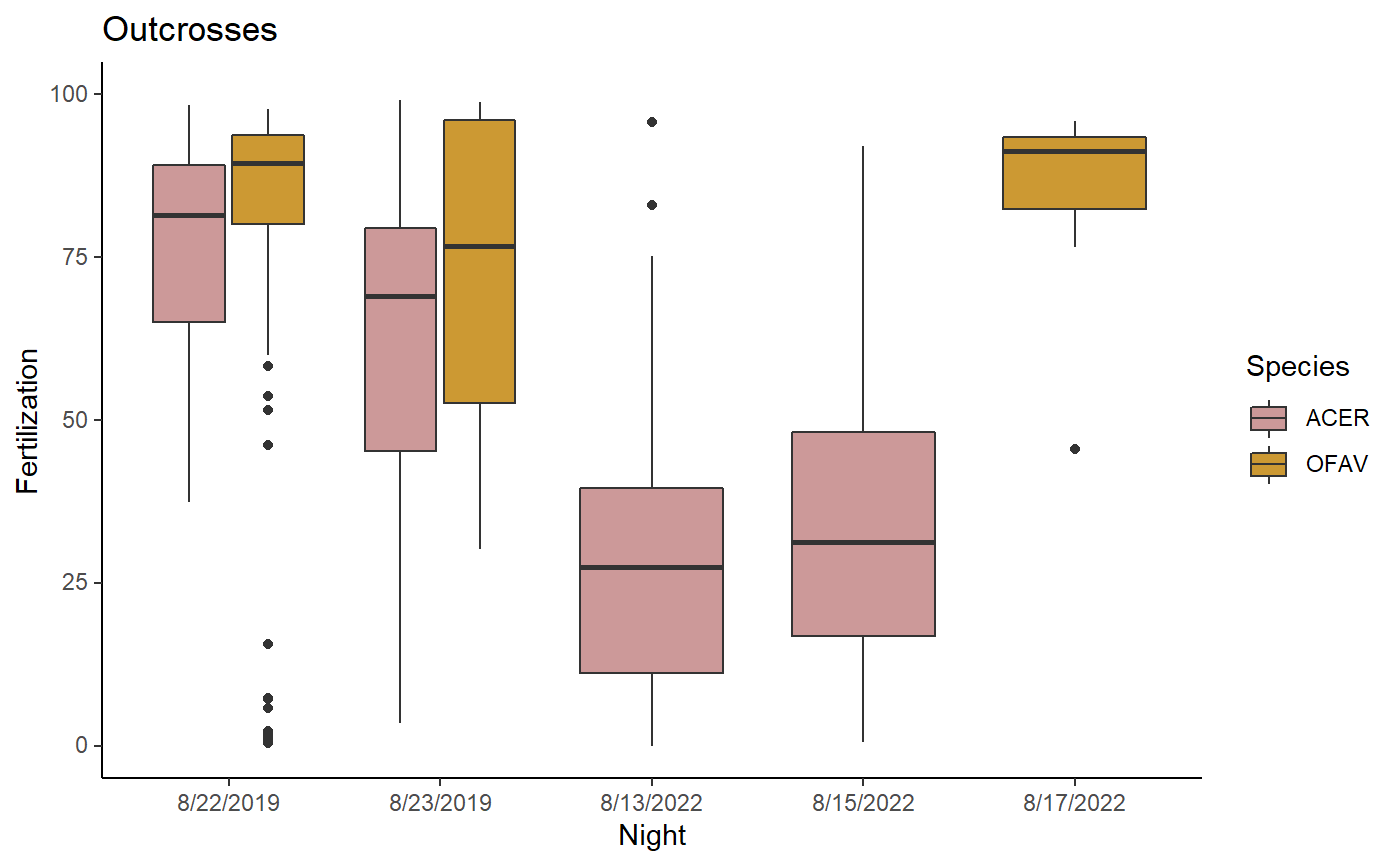 Outcrosses
100
75
50
25
0
Fertilization
8/22/2019
8/23/2019
8/13/2022
8/15/2022
8/17/2022
Night
Species
ACER
OFAV